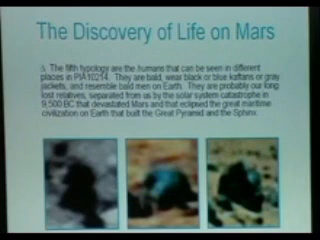 The Discovery of Life on Mars
The fifth typology are the humans that can be seen in different
places in PIA10214. They are bald, wear black or blue kaftans or gray
jackets, and resemble bald men on Earth. They are probably our long
lost relatives, separated from us by the solar system catastrophe in
9,500 BC that devastated Mars and that eclipsed the great maritime
civilization on Earth that built the Great Pyramid and the Sphinx.